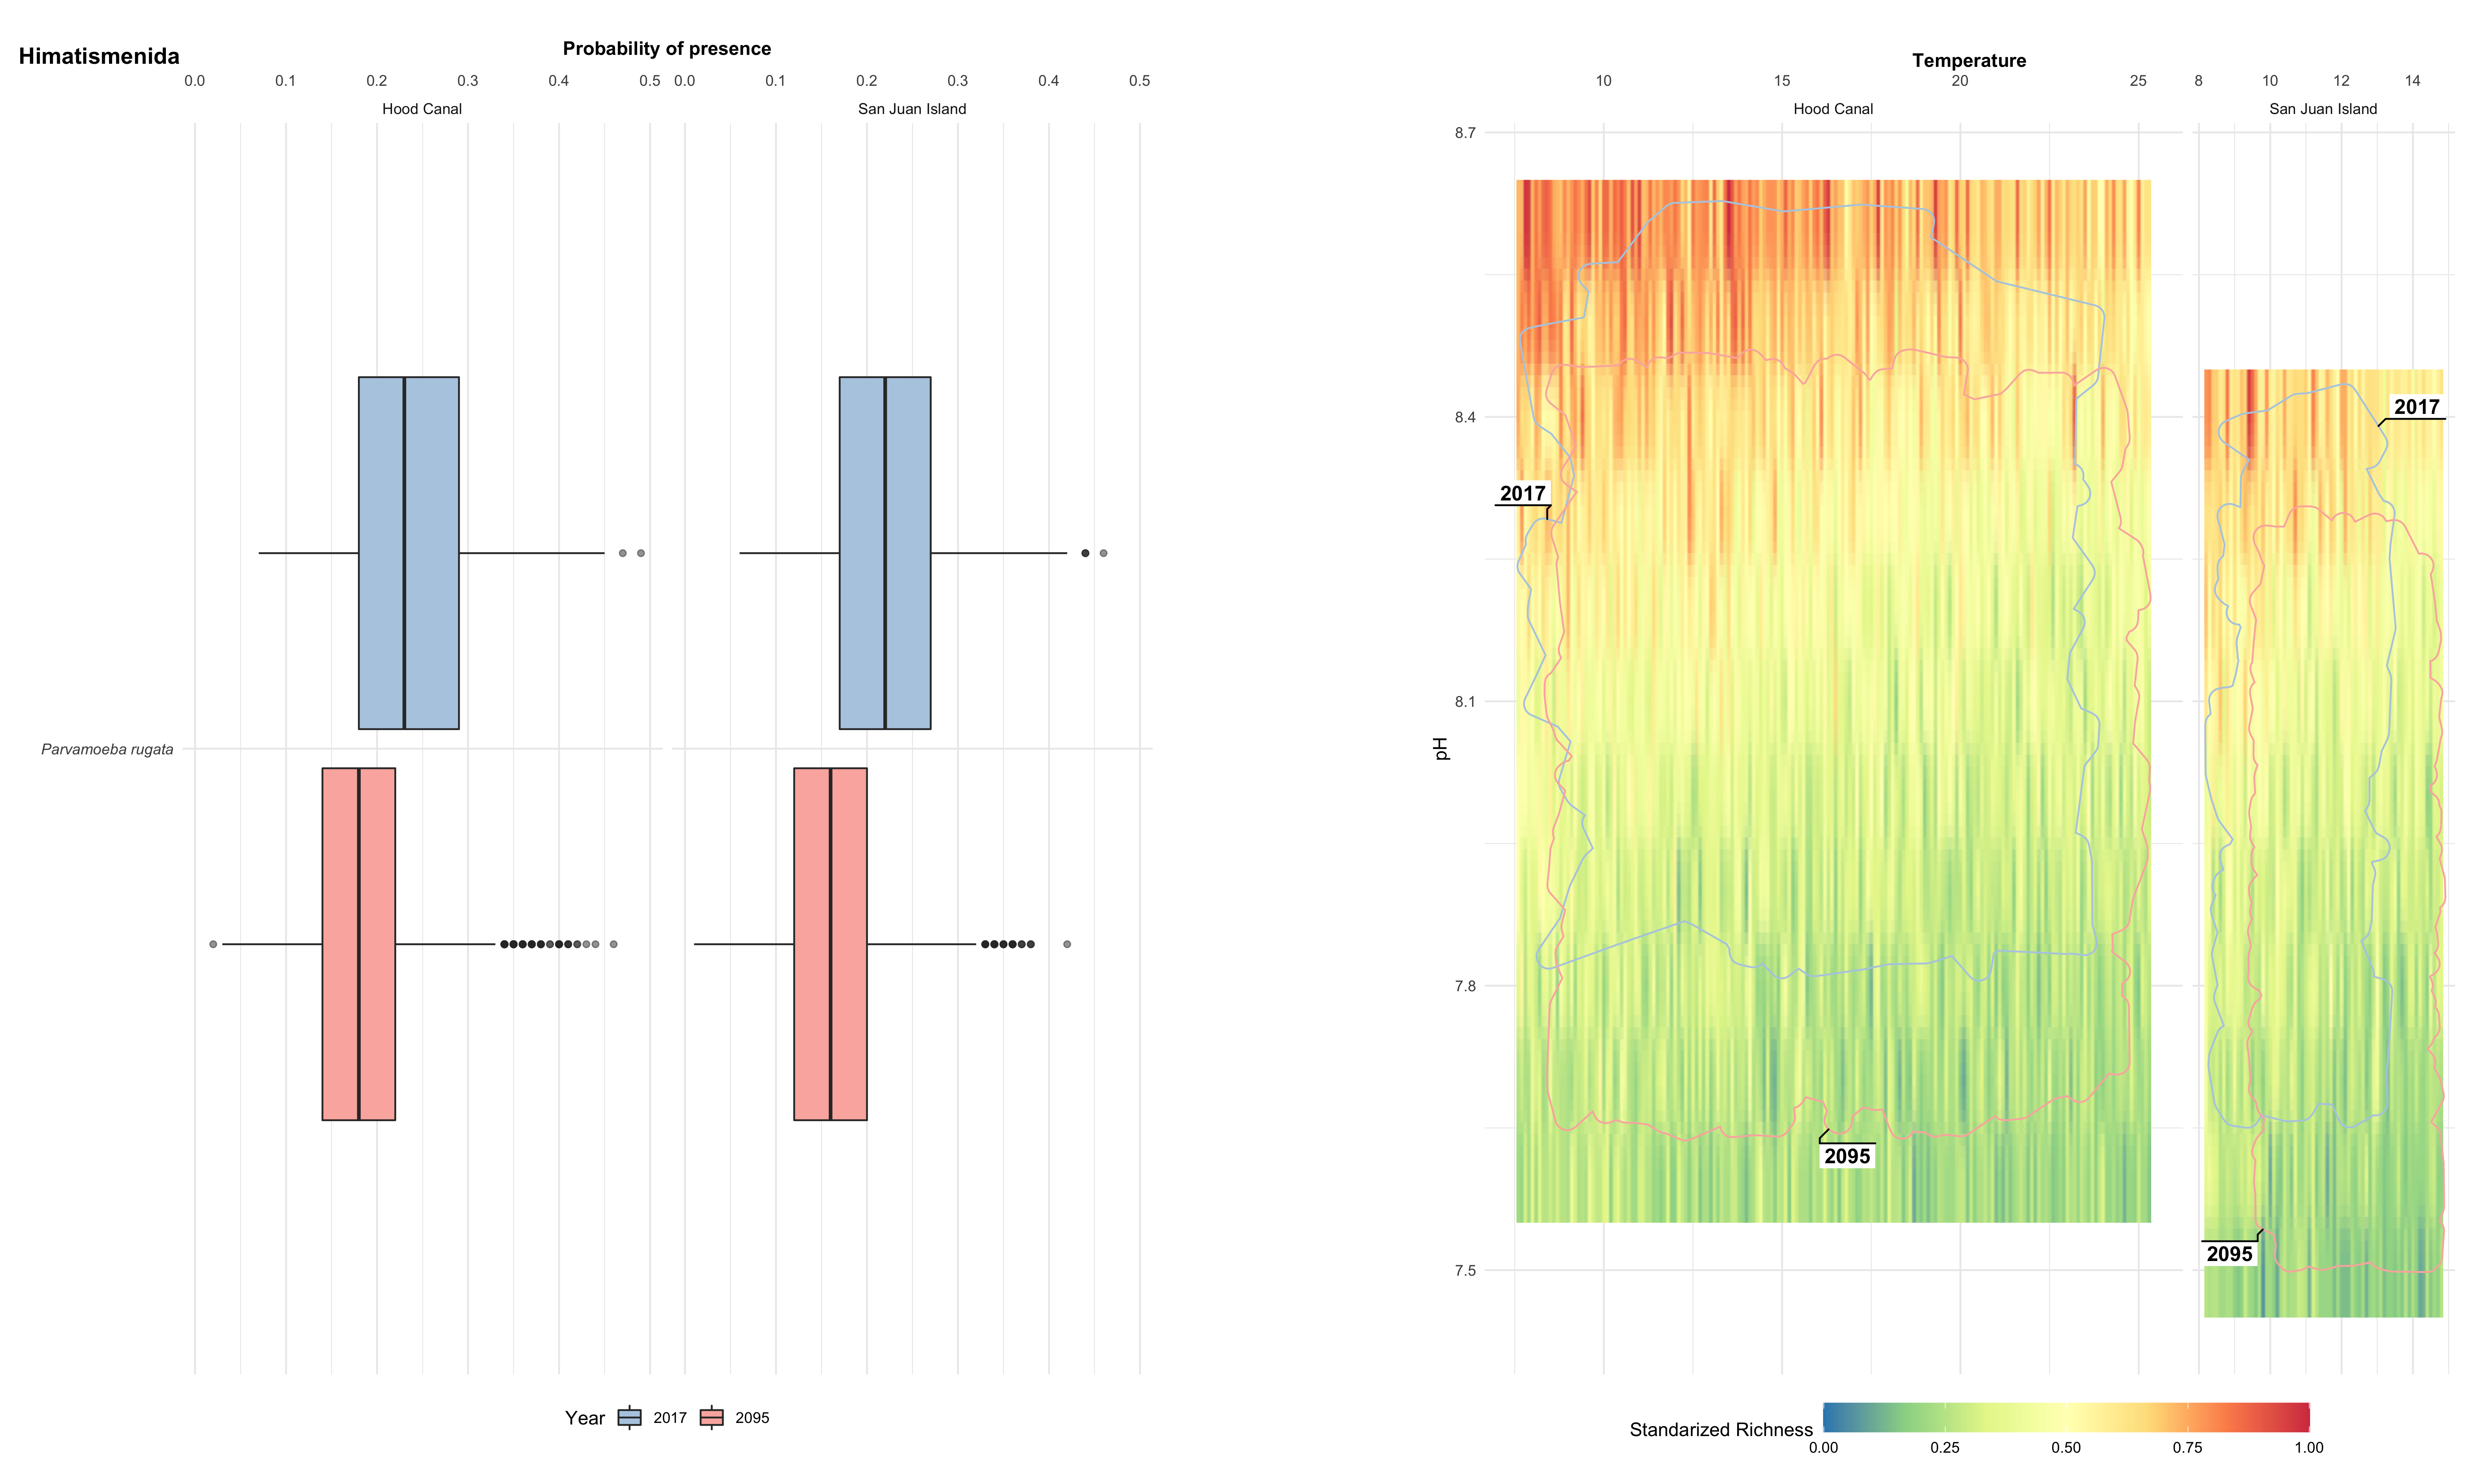 Himatismenida
Probability of presence
0.0 0.1 0.2 0.3 0.4 0.5 0.0 0.1 0.2 0.3 0.4 0.5
Hood Canal San Juan Island
Parvamoeba rugata
Year 2017 2095
Temperature
10 15 20 25 8 10 12 14
Hood Canal San Juan Island
8.7
8.4
8.1
7.8
7.5
pH
2017
2017
2095
2095
Standarized Richness
0.00 0.25 0.50 0.75 1.00